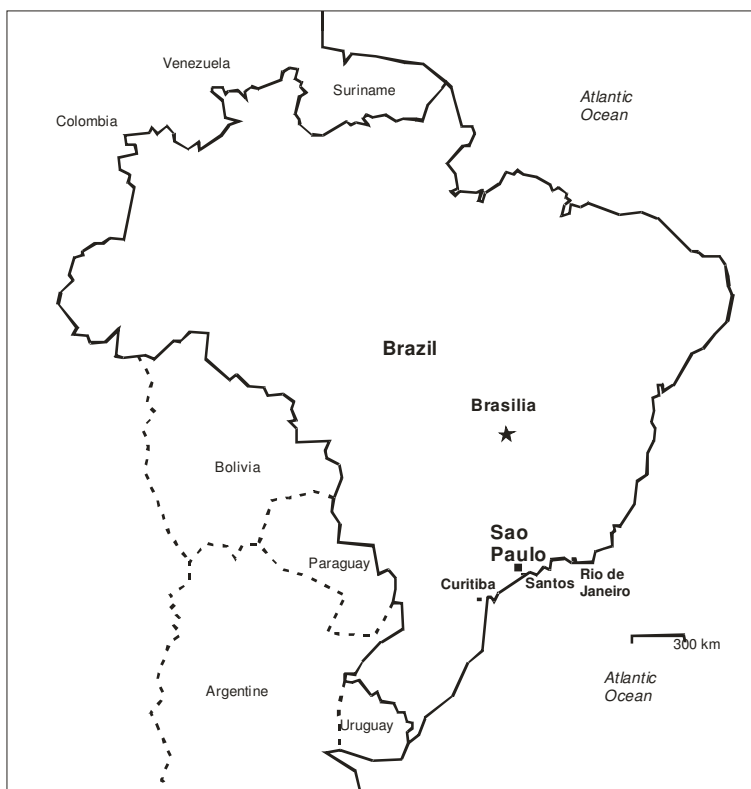 Venezuela
Suriname
Atlantic
Ocean
Colombia
Brazil
Brasilia
Bolivia
Sao
Paulo
Paraguay
Santos
Rio de
Janeiro
Curitiba
300 km
Atlantic
Ocean
Argentine
Uruguay